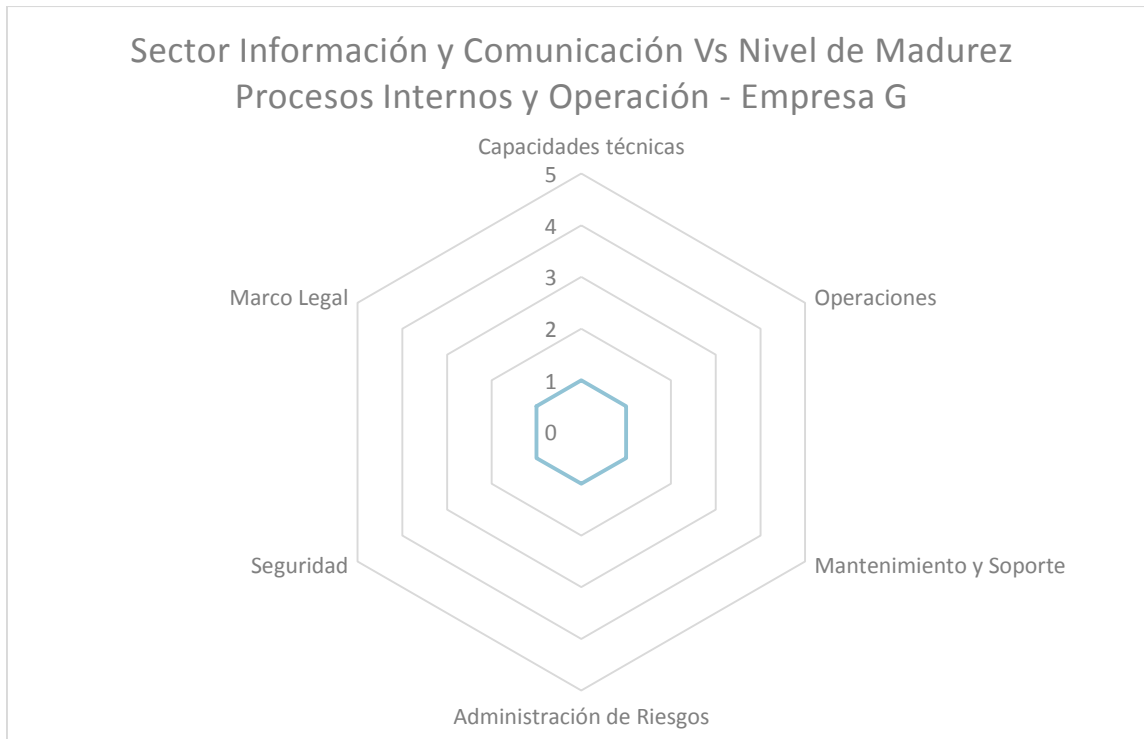 Sector Información y Comunicación Vs Nivel de Madurez
Procesos Internos y Operación - Empresa G
Capacidades técnicas
5
4
3
2
1
0
Marco Legal
Operaciones
Seguridad
Mantenimiento y Soporte
Administración de Riesgos